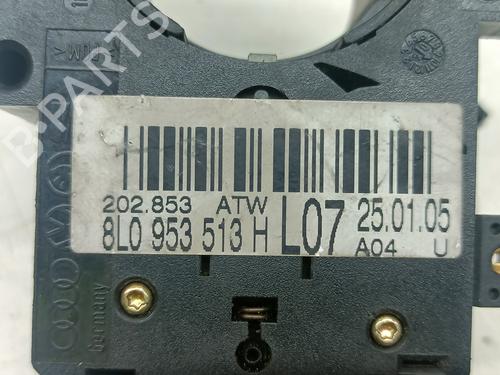 202.853 ATW
8L0 953 513 H L07 25.01.05
A04 U
Germany
B-PARTS